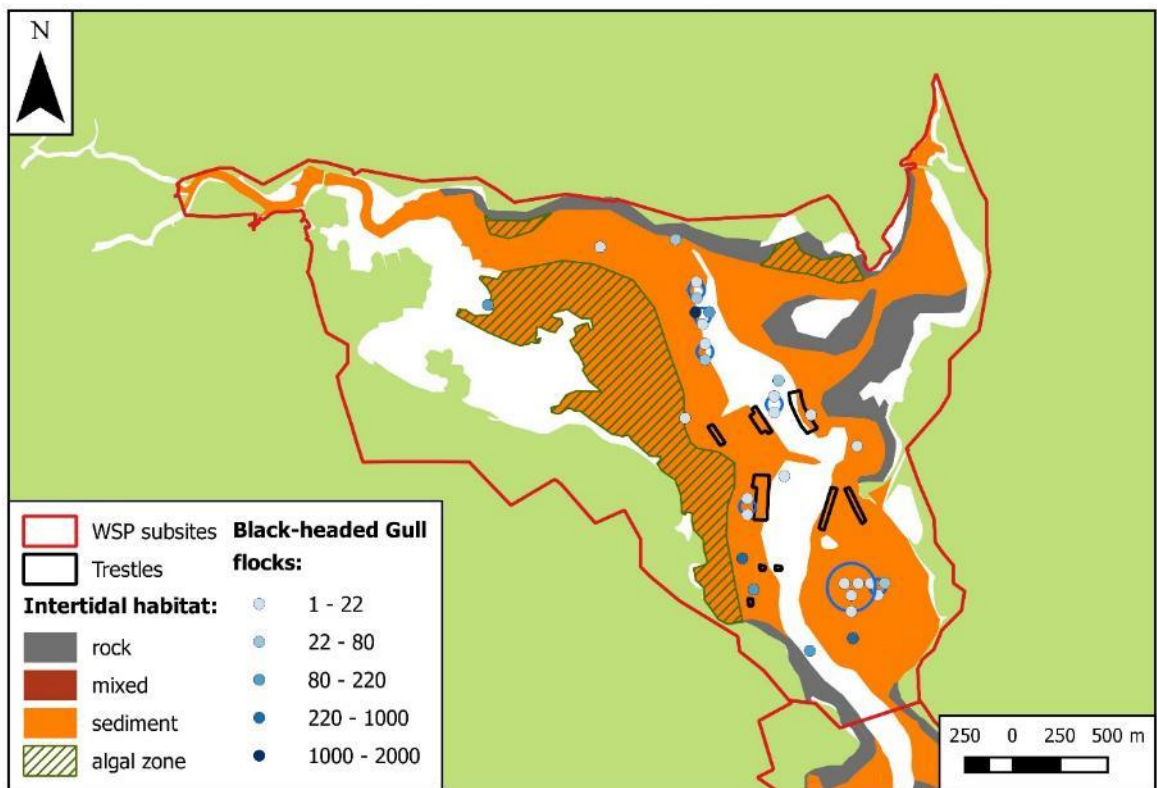 N
WSP subsites
Trestles
Intertidal habitat:
rock
mixed
sediment
algal zone
Black-headed Gull
flocks:
1 - 22
22 - 80
80 - 220
220 - 1000
1000 - 2000
250 0 250 500 m